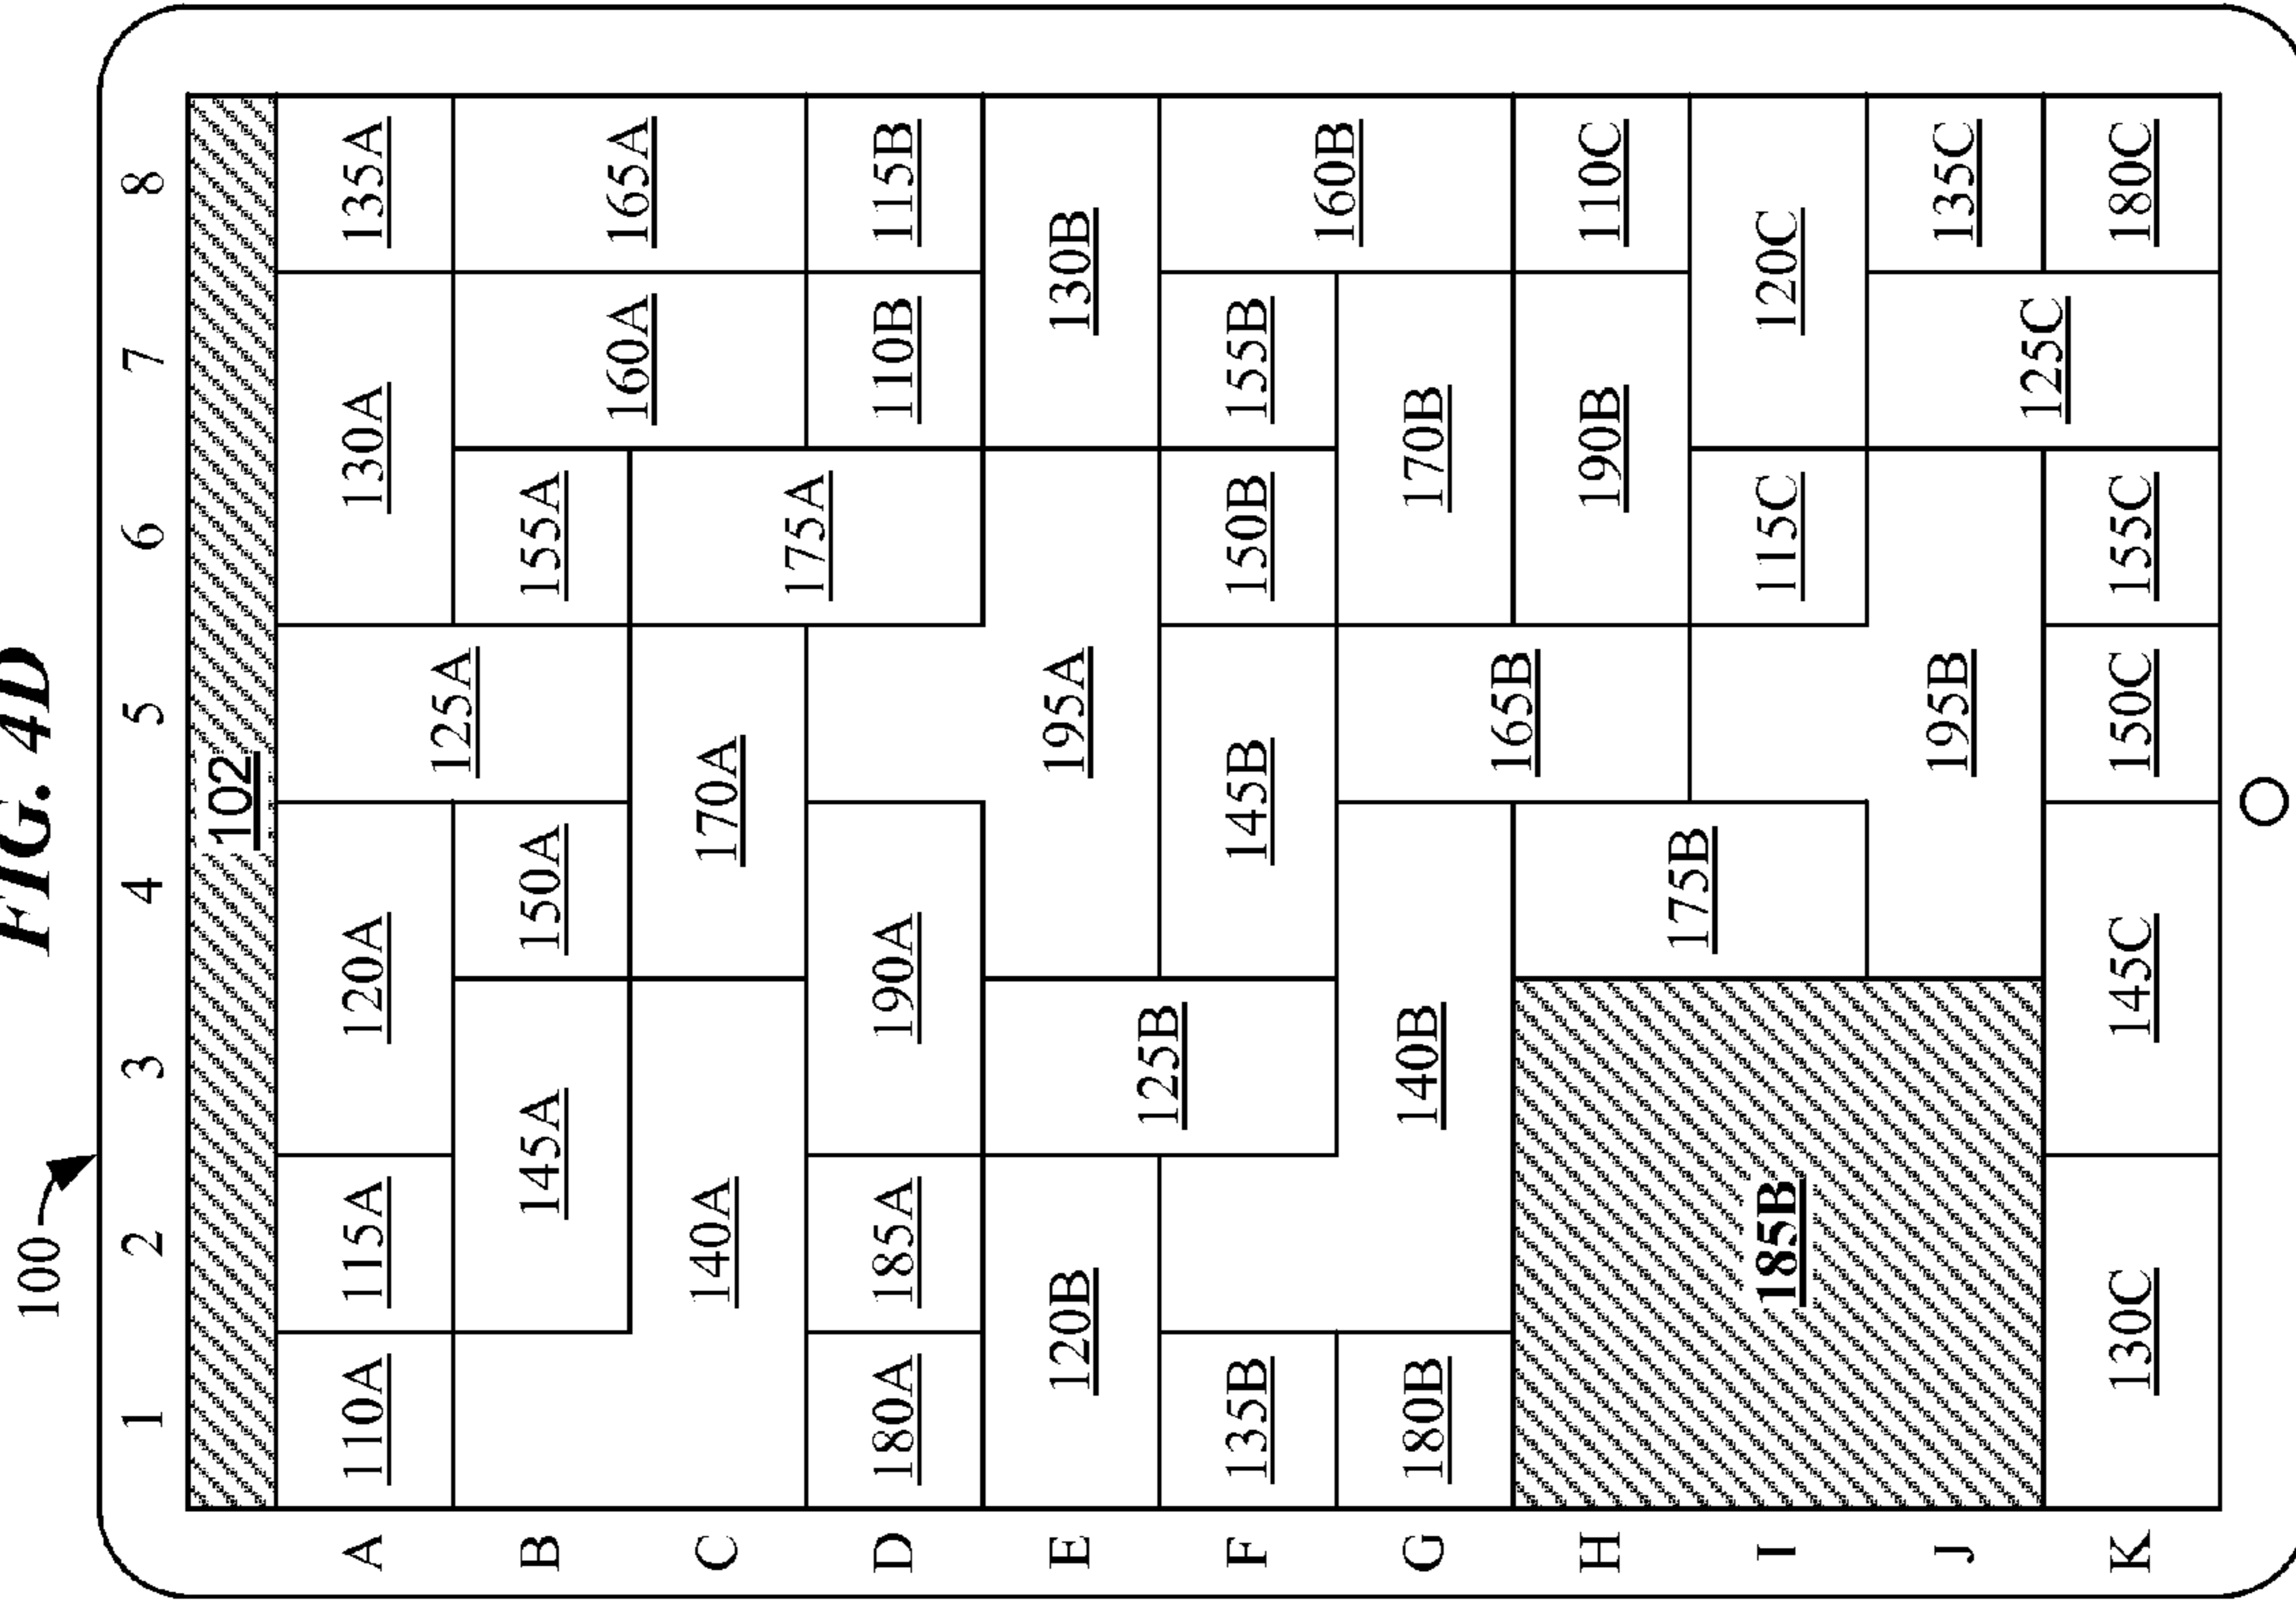 FIG. 4D
100
1 2 3 4 5 6 7 8
102
A 110A 115A 120A 125A 130A 135A
B 145A 150A 155A 160A 165A
C 140A 170A 175A
D 180A 185A 190A 110B 115B
E 120B 195A 130B
F 135B 125B 145B 150B 155B 160B
G 180B 140B 165B 170B
H 190B 110C
I 185B 175B 115C 120C
J 195B 135C
K 130C 145C 150C 155C 125C 180C